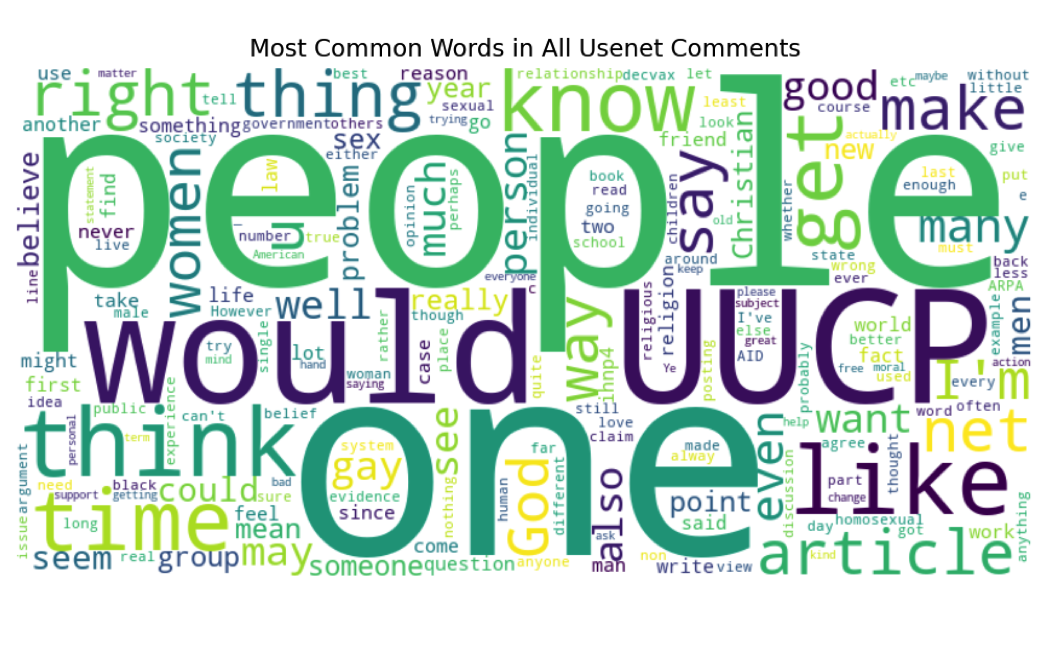 Most Common Words in All Usenet Comments
use matter best reason relationship decvax let etc maybe without
right tell thing year know least good little
another something government others sexual trying go look course make
society sex friend actually give
believe women law either problem much person say christian get new last put
statement find opinion perhaps book read individual children old whether enough e
never number u true going two many
live American school around state wrong must back
line everyone keep ever less
people
take life However well really c way religious religion please subject world ARPA example men
male though I've else great better
might try mind single lot hand rather case place ihnp4 AID fact
would UUCP
first woman saying quite Ye posting probably free moral used I'm action
idea every
personal public experience can't belief see still love claim help want word often net
think one
term system gay far made alway even agree
need bad evidence God different point discussion like part thought
argument support getting black could sure since nothing human also said change
issue time long feel mean ask day homosexual got work anything
seem real group may someone come question anyone non man write view article kind